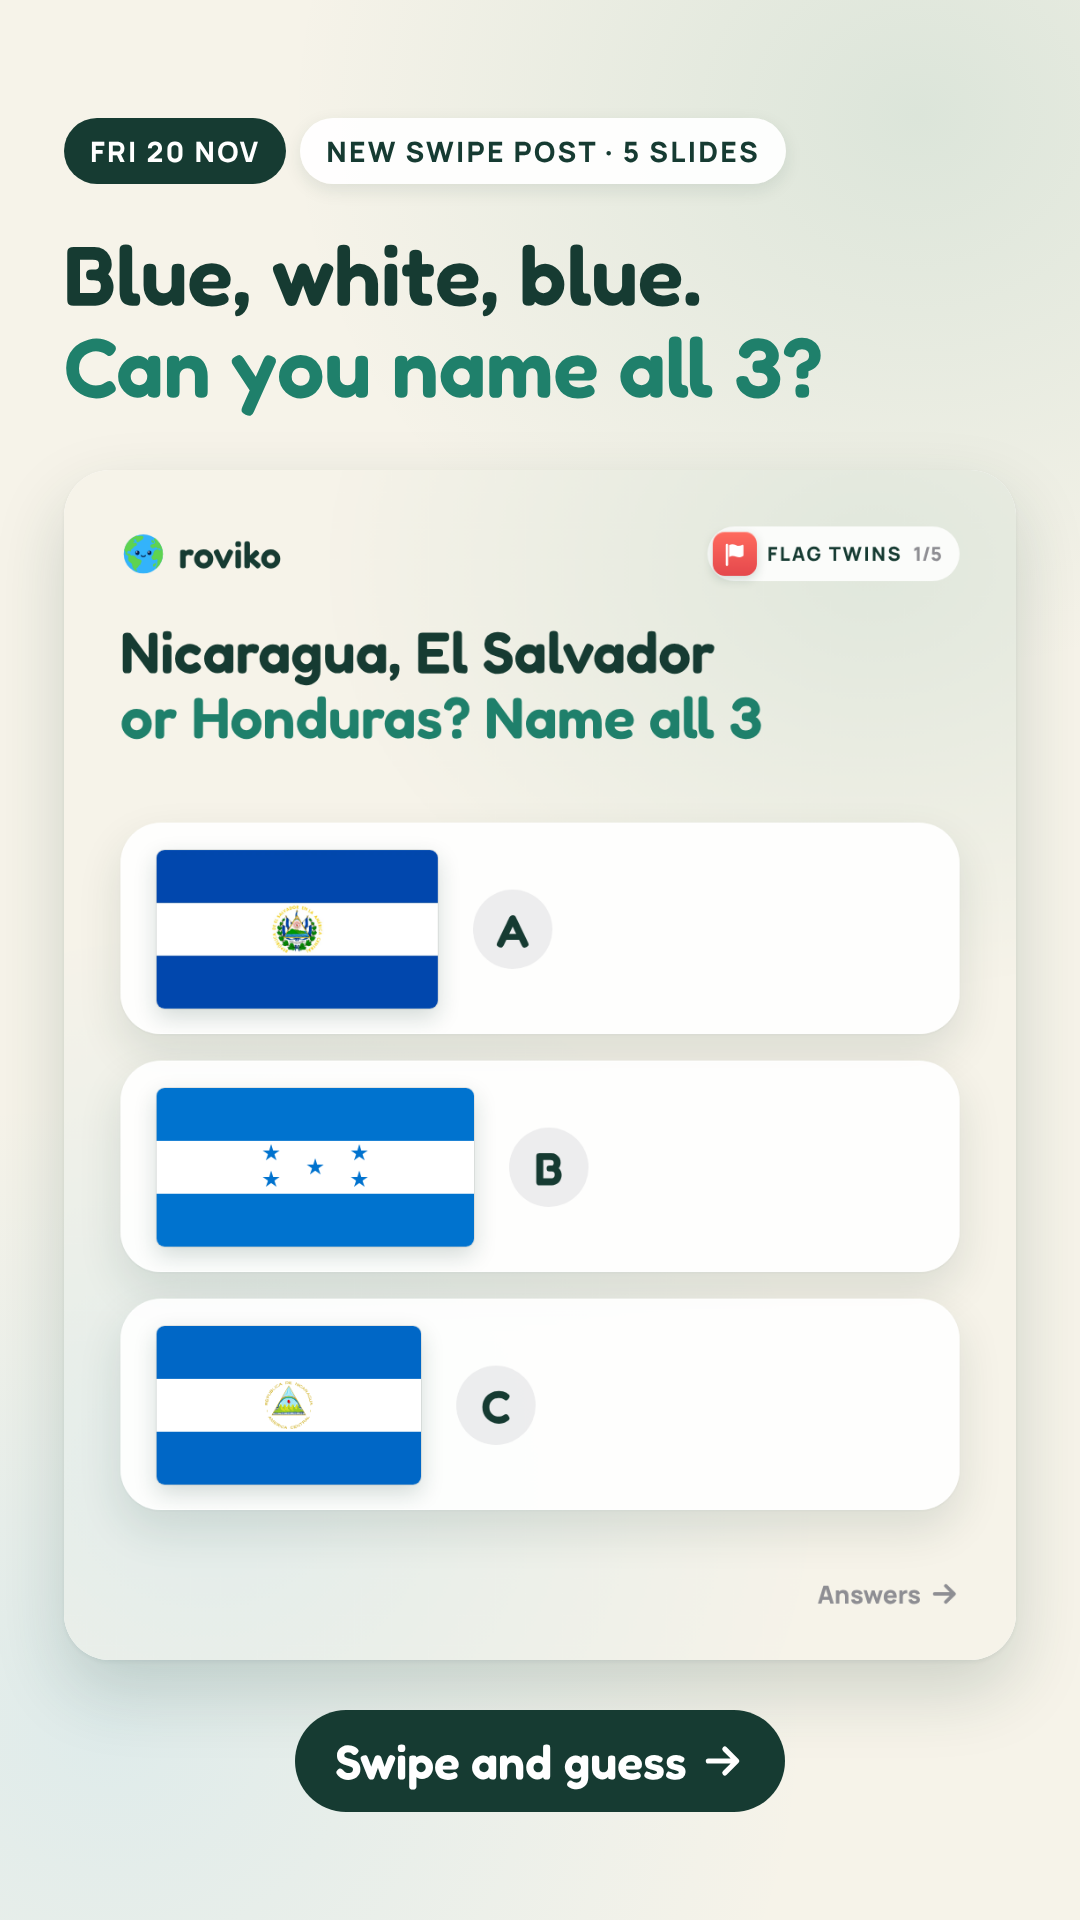 FRI 20 NOV
NEW SWIPE POST · 5 SLIDES
Blue, white, blue.
Can you name all 3?
roviko
FLAG TWINS 1/5
Nicaragua, El Salvador
or Honduras? Name all 3
A
B
C
Answers →
Swipe and guess →